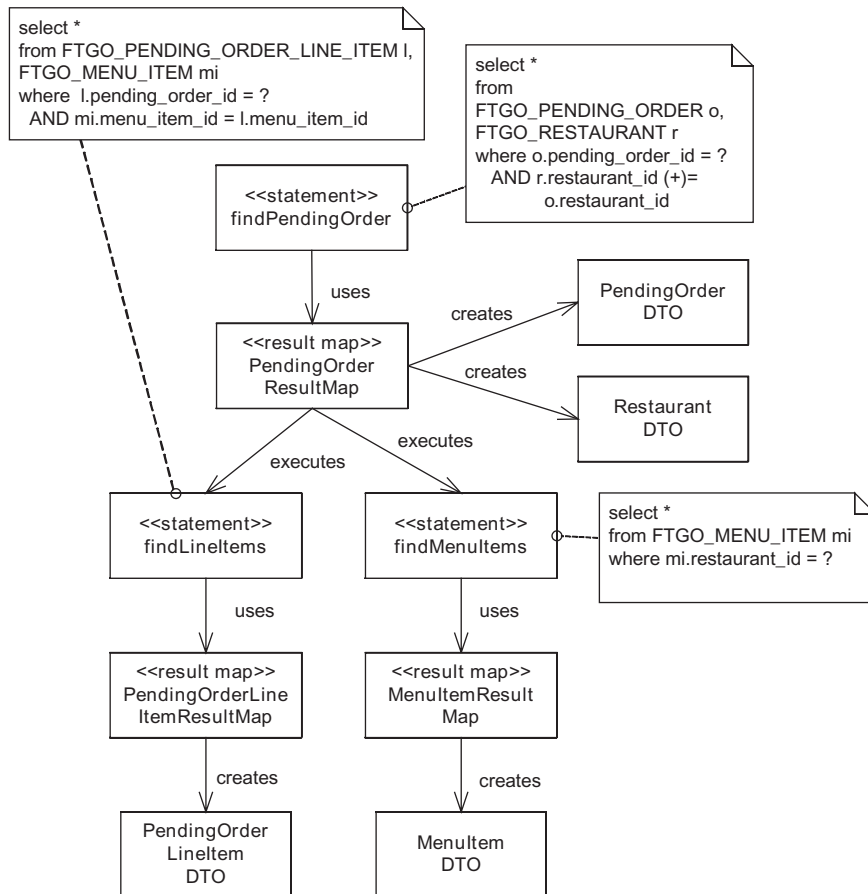 select *
from FTGO_PENDING_ORDER_LINE_ITEM l,
FTGO_MENU_ITEM mi
where l.pending_order_id = ?
AND mi.menu_item_id = l.menu_item_id
select *
from
FTGO_PENDING_ORDER o,
FTGO_RESTAURANT r
where o.pending_order_id = ?
AND r.restaurant_id (+)=
o.restaurant_id
<<statement>>
findPendingOrder
uses
<<result map>>
PendingOrder
ResultMap
creates
PendingOrder
DTO
creates
Restaurant
DTO
executes
executes
<<statement>>
findLineItems
<<statement>>
findMenuItems
select *
from FTGO_MENU_ITEM mi
where mi.restaurant_id = ?
uses
uses
<<result map>>
PendingOrderLine
ItemResultMap
<<result map>>
MenuItemResult
Map
creates
creates
PendingOrder
LineItem
DTO
MenuItem
DTO